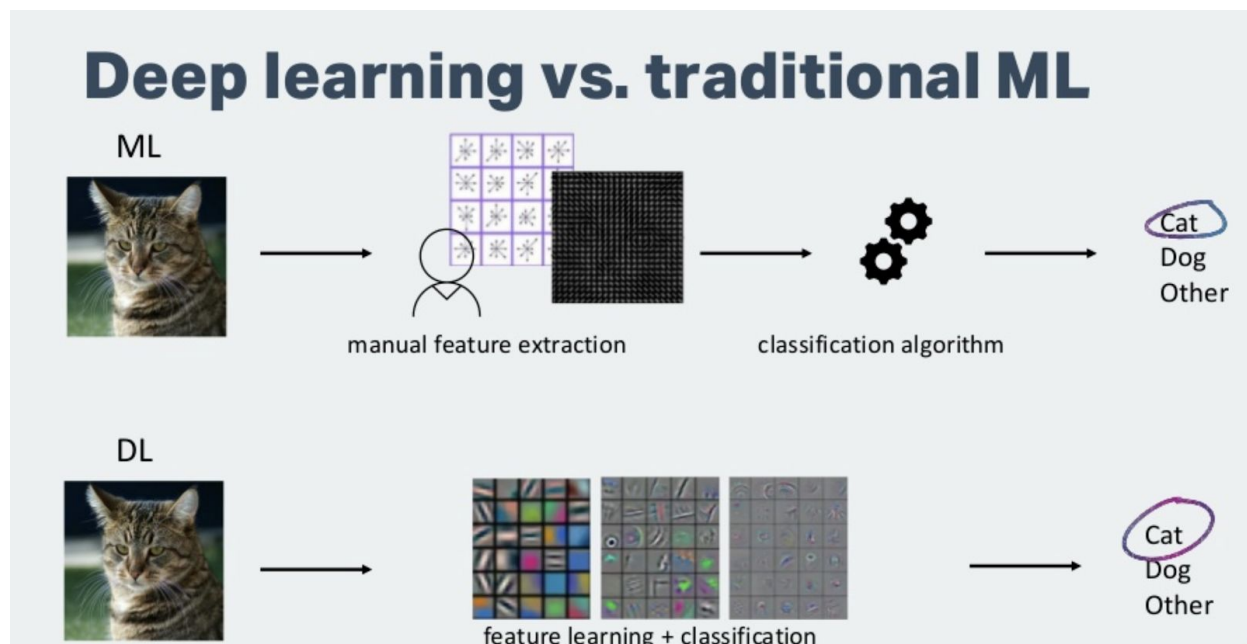 Deep learning vs. traditional ML
ML
manual feature extraction
classification algorithm
Cat
Dog
Other
DL
feature learning + classification
Cat
Dog
Other